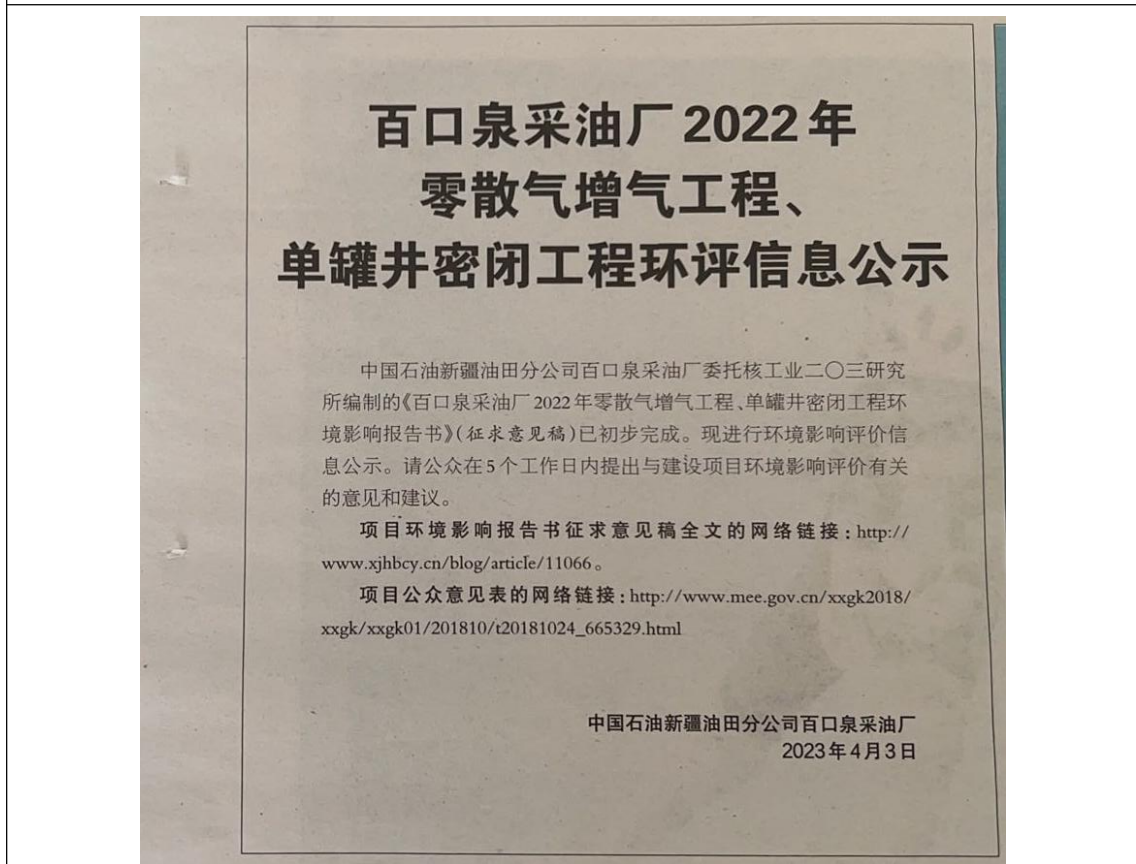 百口泉采油厂2022年
零散气增气工程、
单罐井密闭工程环评信息公示
中国石油新疆油田分公司百口泉采油厂委托核工业二〇三研究
所编制的《百口泉采油厂2022年零散气增气工程、单罐井密闭工程环
境影响报告书》(征求意见稿)已初步完成。现进行环境影响评价信
息公示。请公众在5个工作日内提出与建设项目环境影响评价有关
的意见和建议。
项目环境影响报告书征求意见稿全文的网络链接:http://
www.xjhbcy.cn/blog/article/11066。
项目公众意见表的网络链接:http://www.mee.gov.cn/xxgk2018/
xxgk/xxgk01/201810/t20181024_665329.html
中国石油新疆油田分公司百口泉采油厂
2023年4月3日